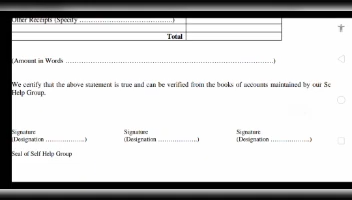 Other Receipts (Specify ......................................)
Total
(Amount in Words ..........................................................................................)
We certify that the above statement is true and can be verified from the books of accounts maintained by our Sc
Help Group.
Signature Signature Signature
(Designation ..................) (Designation ..................) (Designation ..................)
Seal of Self Help Group